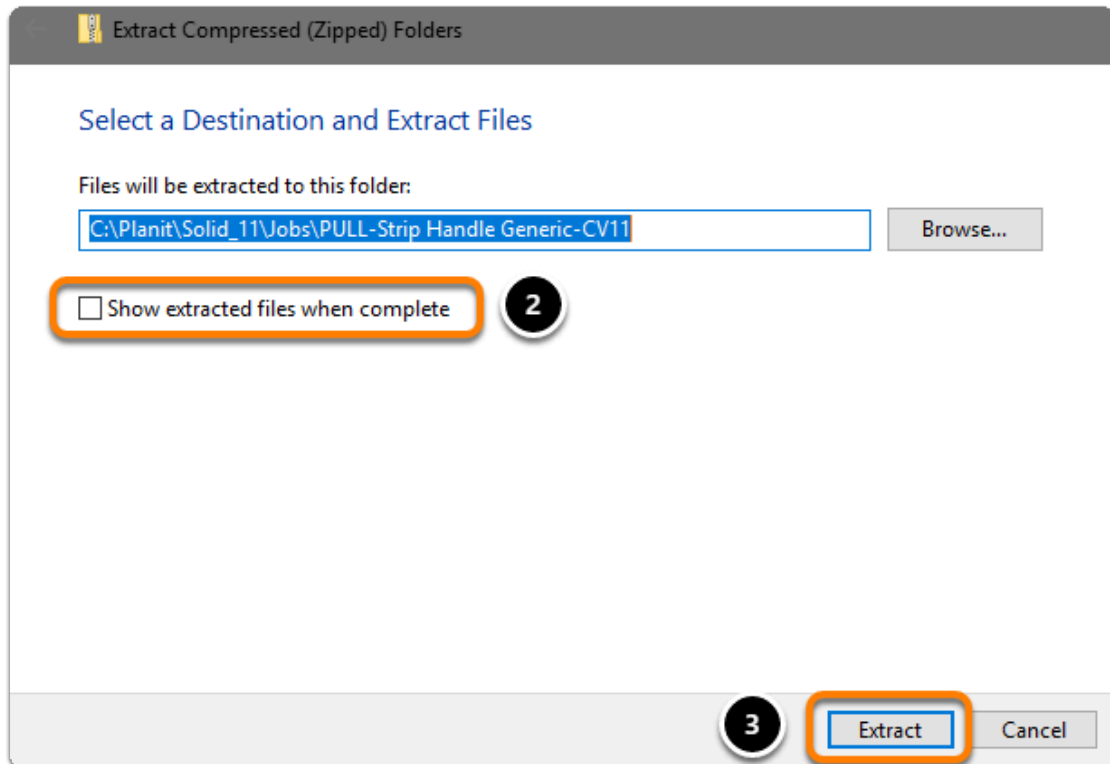 Extract Compressed (Zipped) Folders
Select a Destination and Extract Files
Files will be extracted to this folder:
C:\Planit\Solid_11\Jobs\PULL-Strip Handle Generic-CV11
Browse...
Show extracted files when complete
2
3
Extract
Cancel